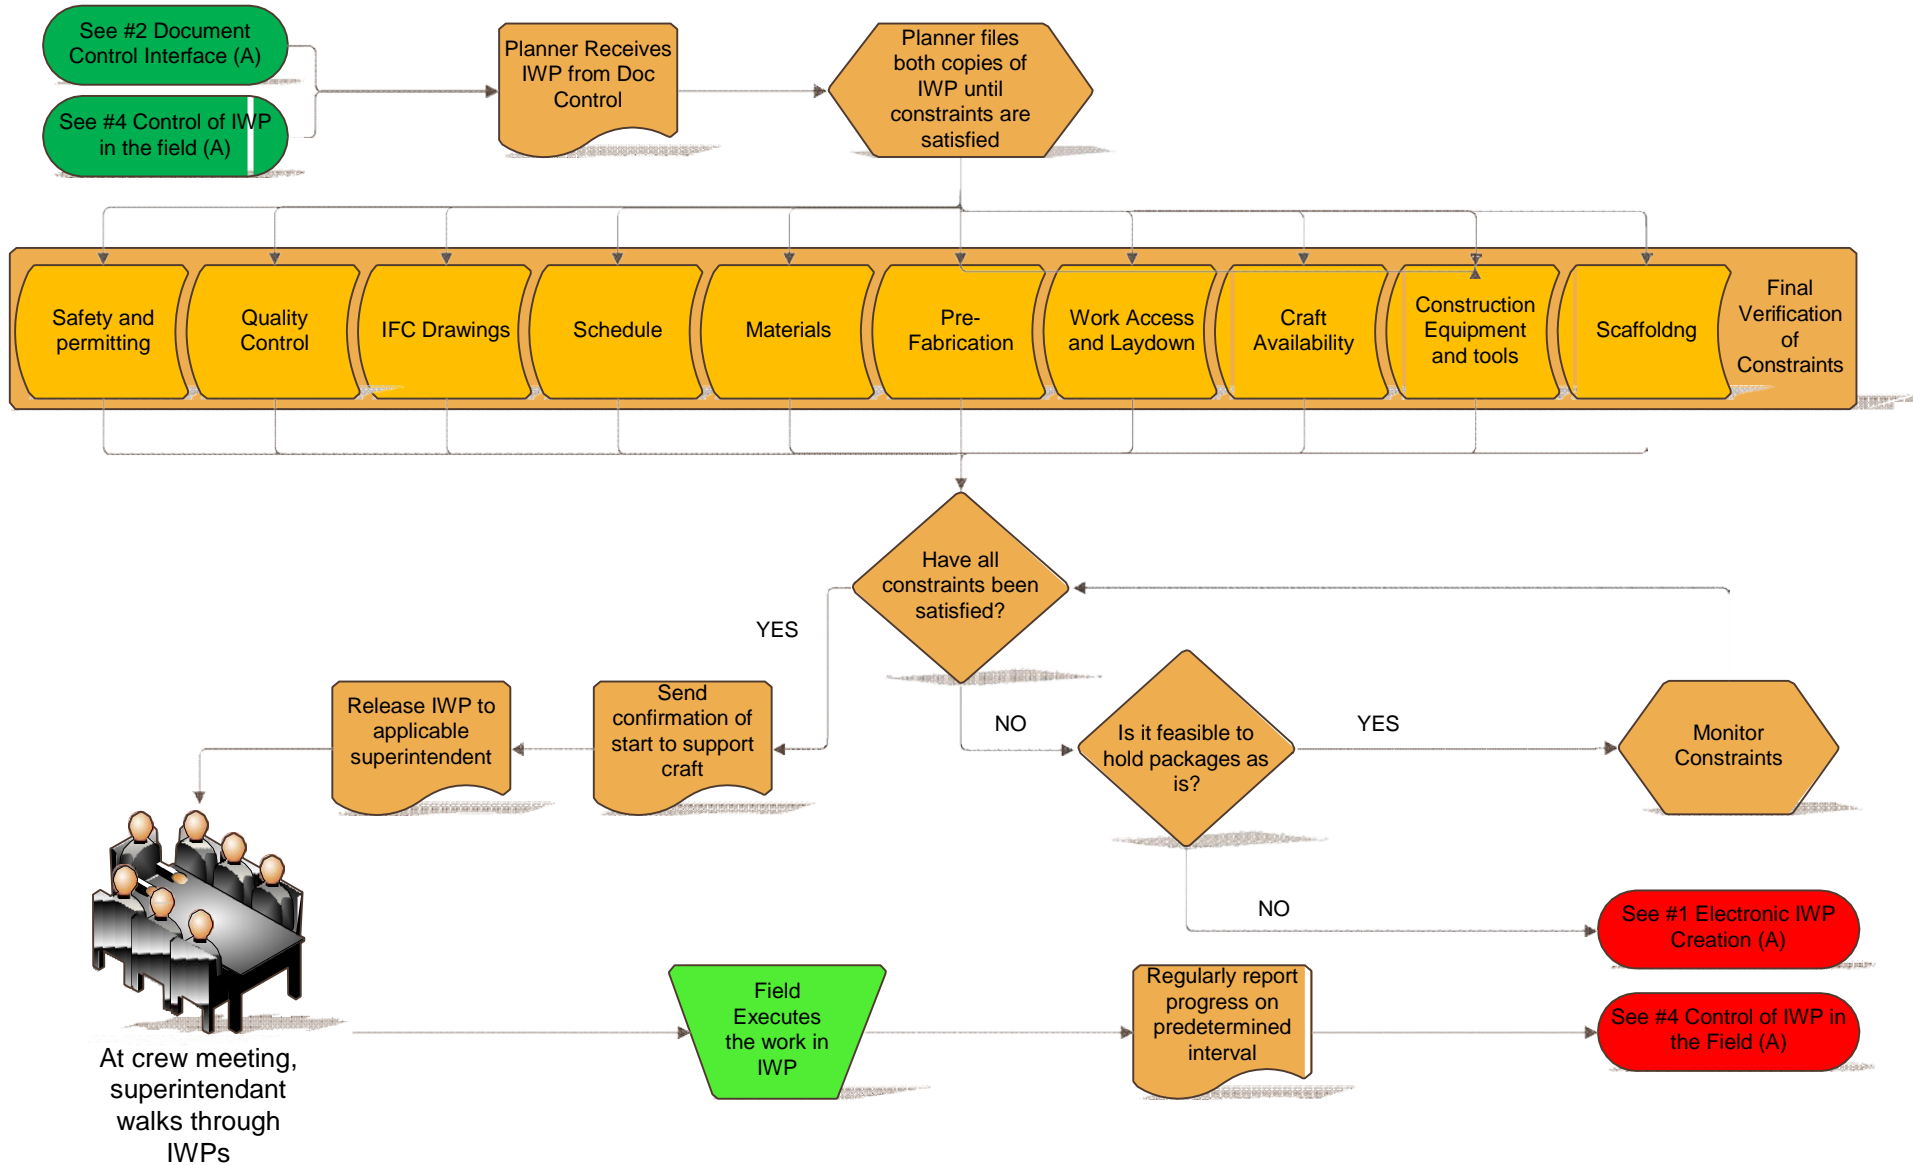 See #2 Document
Control Interface (A)
See #4 Control of IWP
in the field (A)
Planner Receives
IWP from Doc
Control
Planner files
both copies of
IWP until
constraints are
satisfied
Safety and
permitting
Quality
Control
IFC Drawings
Schedule
Materials
Pre-
Fabrication
Work Access
and Laydown
Craft
Availability
Construction
Equipment
and tools
Scaffoldng
Final
Verification
of
Constraints
Have all
constraints been
satisfied?
YES
NO
Release IWP to
applicable
superintendent
Send
confirmation of
start to support
craft
Is it feasible to
hold packages as
is?
YES
Monitor
Constraints
NO
See #1 Electronic IWP
Creation (A)
At crew meeting,
superintendant
walks through
IWPs
Field
Executes
the work in
IWP
Regularly report
progress on
predetermined
interval
See #4 Control of IWP in
the Field (A)